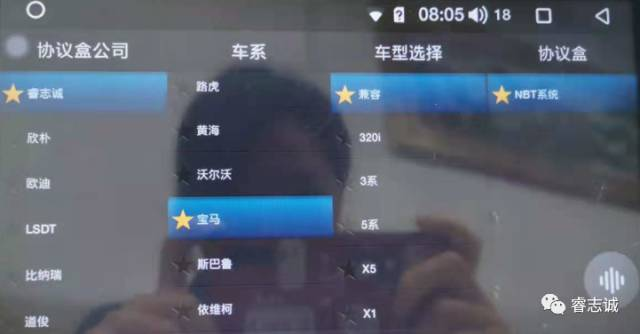 08:05 18
协议盒公司 车系 车型选择 协议盒
睿志诚 路虎 兼容 NBT系统
欣朴 黄海 320i
欧迪 沃尔沃 3系
LSDT 宝马 5系
比纳瑞 斯巴鲁 X5
道俊 依维柯 X1
睿志诚